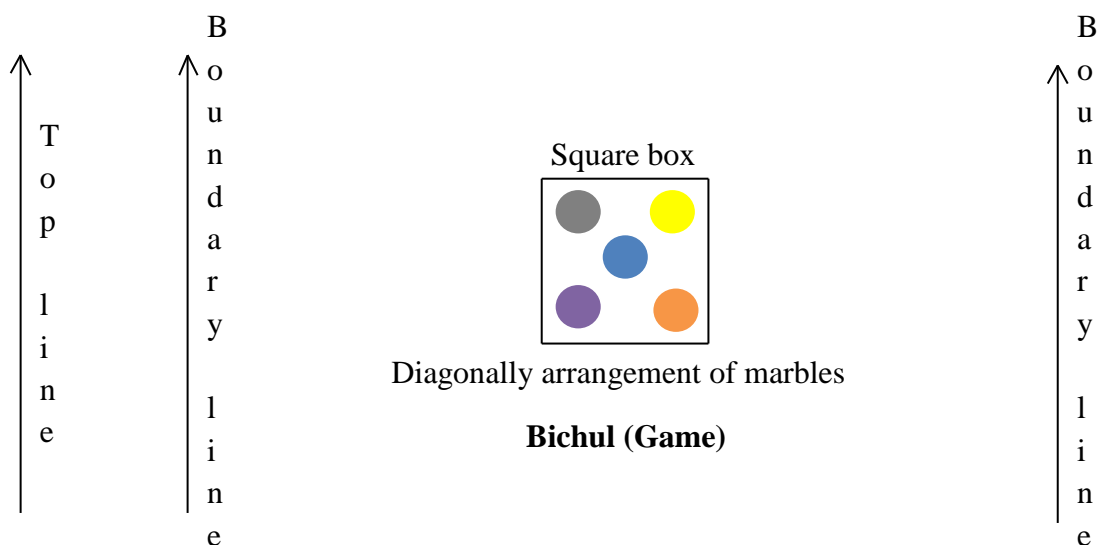 Top line
Boundary line
Square box
Diagonally arrangement of marbles
Bichul (Game)
Boundary line